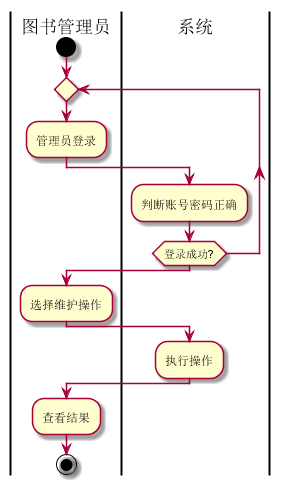 图书管理员
系统
管理员登录
判断账号密码正确
登录成功?
选择维护操作
执行操作
查看结果